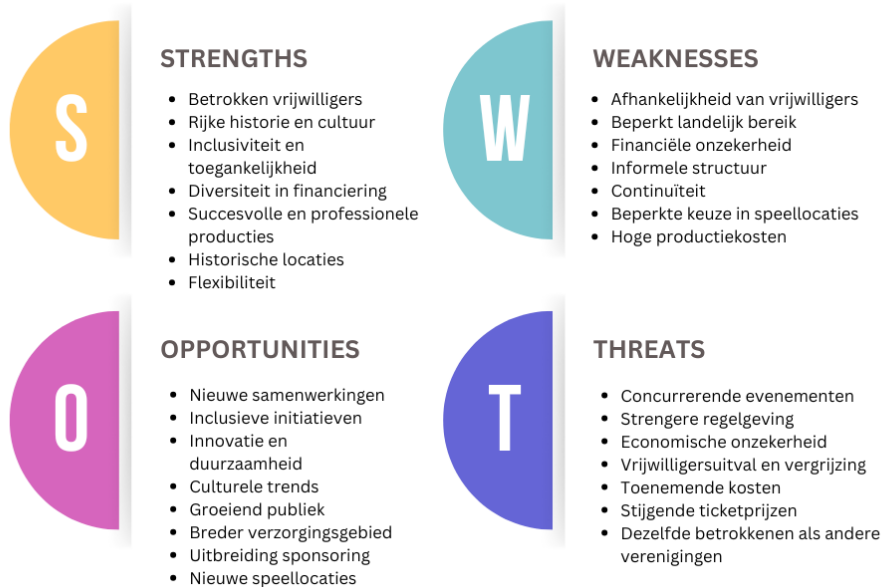 S
STRENGTHS
• Betrokken vrijwilligers
• Rijke historie en cultuur
• Inclusiviteit en
toegankelijkheid
• Diversiteit in financiering
• Succesvolle en professionele
producties
• Historische locaties
• Flexibiliteit
W
WEAKNESSES
• Afhankelijkheid van vrijwilligers
• Beperkt landelijk bereik
• Financiële onzekerheid
• Informele structuur
• Continuïteit
• Beperkte keuze in speellocaties
• Hoge productiekosten
O
OPPORTUNITIES
• Nieuwe samenwerkingen
• Inclusieve initiatieven
• Innovatie en
duurzaamheid
• Culturele trends
• Groeiend publiek
• Breder verzorgingsgebied
• Uitbreiding sponsoring
• Nieuwe speellocaties
T
THREATS
• Concurrerende evenementen
• Strengere regelgeving
• Economische onzekerheid
• Vrijwilligersuitval en vergrijzing
• Toenemende kosten
• Stijgende ticketprijzen
• Dezelfde betrokkenen als andere
verenigingen